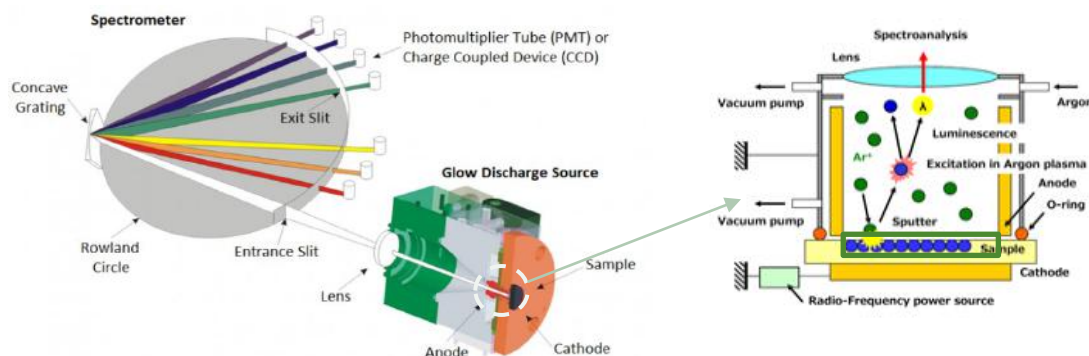 Spectrometer
Photomultiplier Tube (PMT) or
Charge Coupled Device (CCD)
Concave
Grating
Exit Slit
Glow Discharge Source
Rowland
Circle
Entrance Slit
Lens
Sample
Anode
Cathode
Spectroanalysis
Lens
Vacuum pump
Argon
λ
Luminescence
Ar+
Excitation in Argon plasma
Anode
O-ring
Vacuum pump
Sputter
Sample
Cathode
Radio-Frequency power source